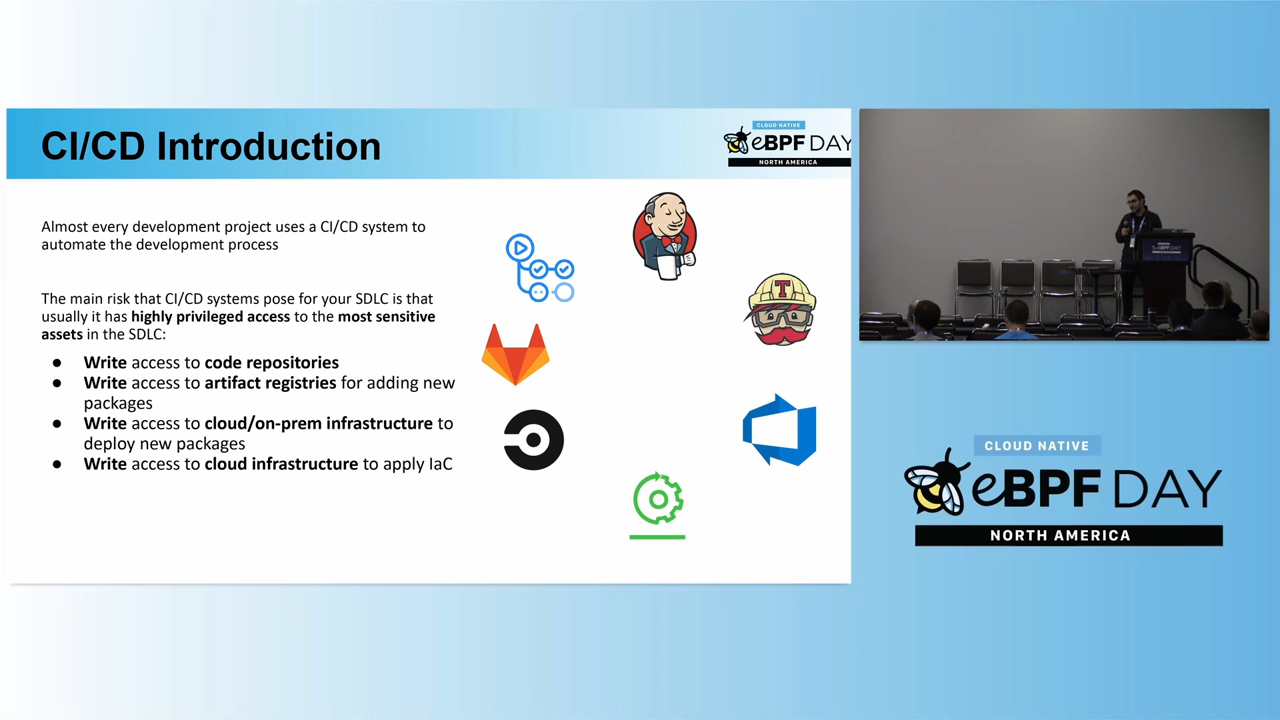 CI/CD Introduction
CLOUD NATIVE
eBPF DAY
NORTH AMERICA
Almost every development project uses a CI/CD system to
automate the development process
The main risk that CI/CD systems pose for your SDLC is that
usually it has highly privileged access to the most sensitive
assets in the SDLC:
● Write access to code repositories
● Write access to artifact registries for adding new
packages
● Write access to cloud/on-prem infrastructure to
deploy new packages
● Write access to cloud infrastructure to apply IaC
T
eBPF DAY
CLOUD NATIVE
eBPF DAY
NORTH AMERICA